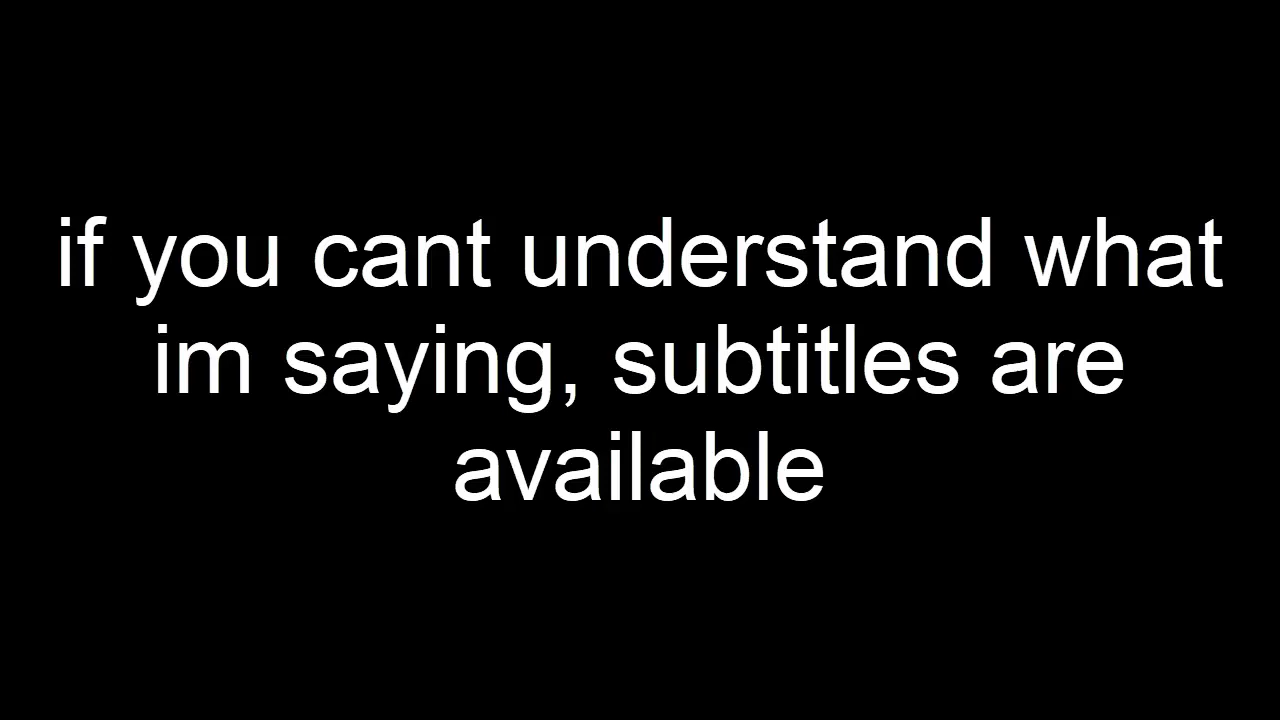 if you cant understand what
im saying, subtitles are
available